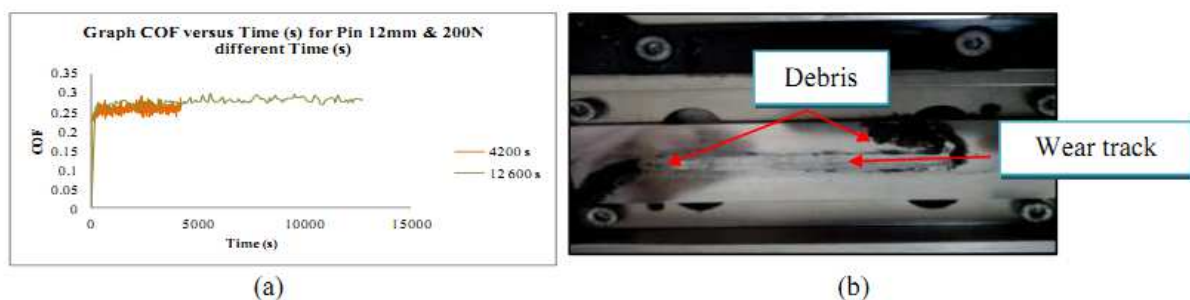 Graph COF versus Time (s) for Pin 12mm & 200N
different Time (s)
0.35
0.3
0.25
0.2
0.15
0.1
0.05
0
COF
0
5000
10000
15000
Time (s)
4200 s
12 600 s
(a)
Debris
Wear track
(b)